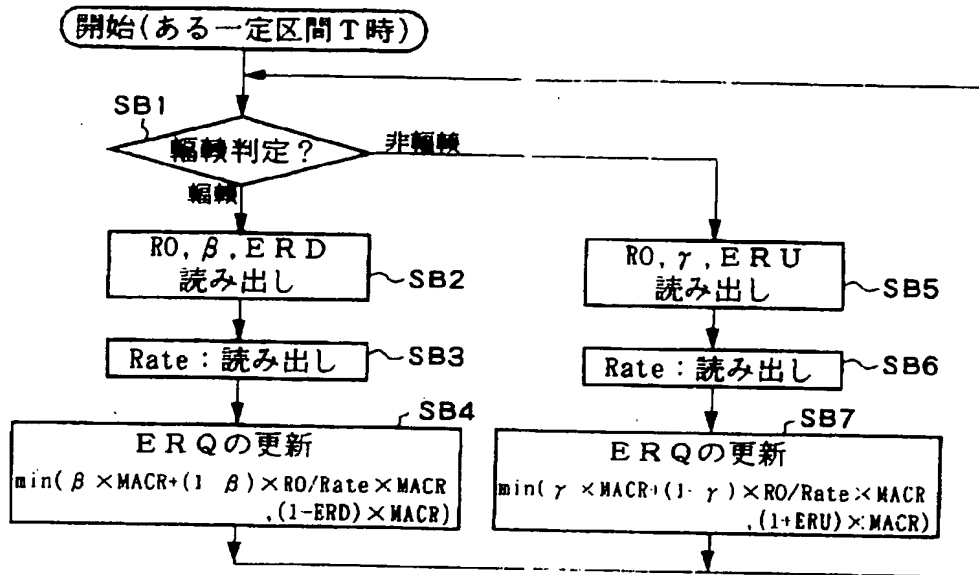 開始(ある一定区間T時)
SB1
輻輳判定?
非輻輳
輻輳
RO, β, ERD
読み出し
SB2
Rate:読み出し
SB3
SB4
ERQの更新
min( β ×MACR+(1 β)×RO/Rate×MACR
,(1-ERD)×MACR)
RO, γ, ERU
読み出し
SB5
Rate:読み出し
SB6
SB7
ERQの更新
min( γ ×MACR+(1- γ)×RO/Rate×MACR
,(1+ERU)×MACR)